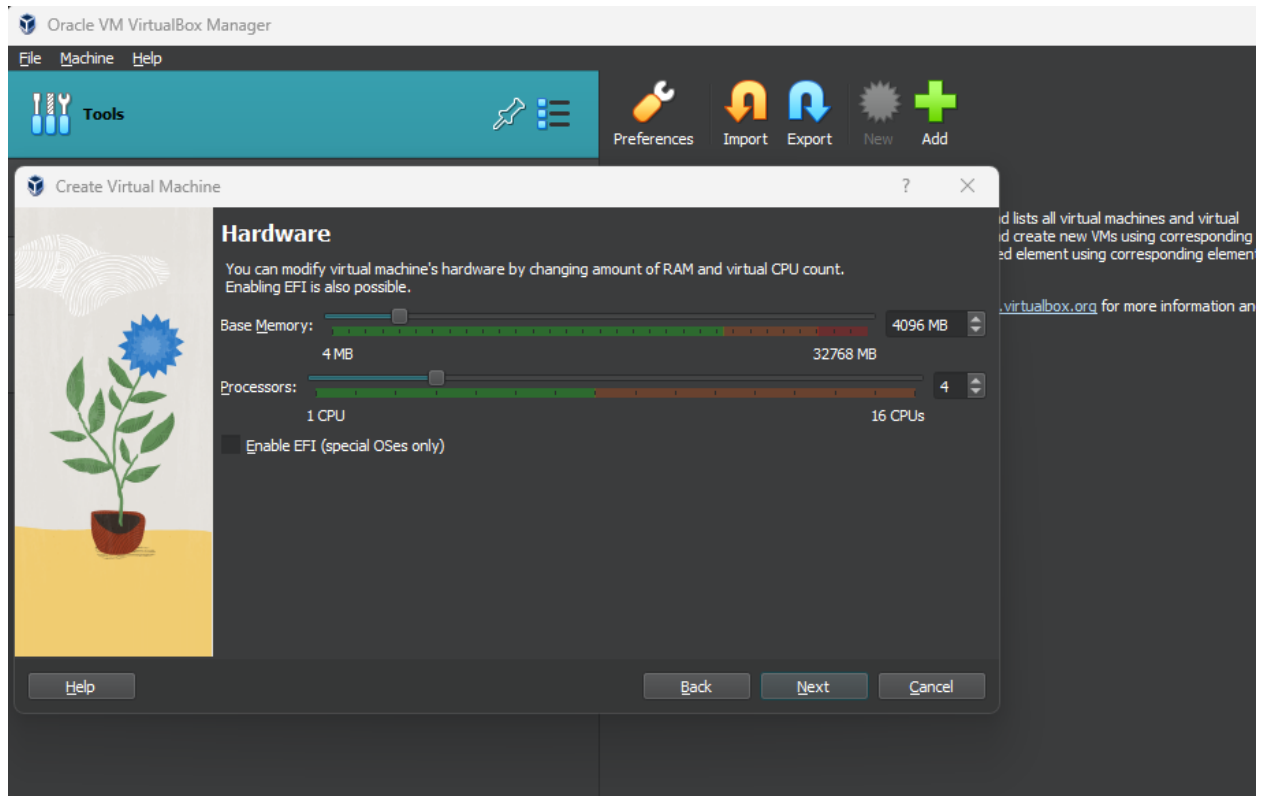 Oracle VM VirtualBox Manager
File Machine Help
Tools
Preferences Import Export New Add
Create Virtual Machine ?
Hardware
You can modify virtual machine's hardware by changing amount of RAM and virtual CPU count.
Enabling EFI is also possible.
Base Memory: 4096 MB
4 MB 32768 MB
Processors: 4
1 CPU 16 CPUs
Enable EFI (special OSes only)
Help Back Next Cancel
lists all virtual machines and virtual
create new VMs using corresponding
element using corresponding
.virtualbox.org for more information